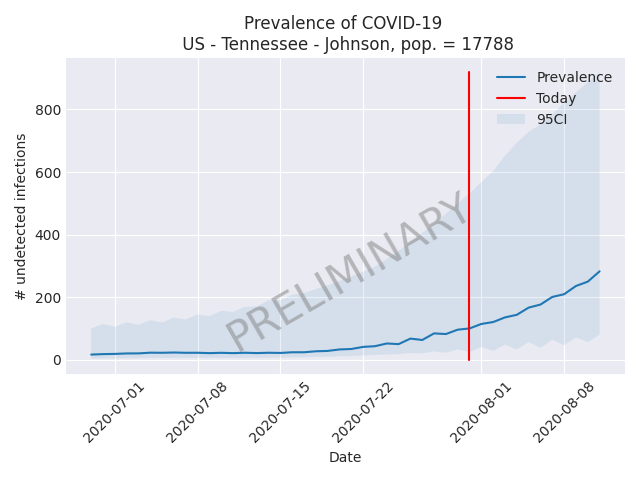 Prevalence of COVID-19
US - Tennessee - Johnson, pop. = 17788
Prevalence
Today
95CI
PRELIMINARY
# undetected infections
800
600
400
200
0
2020-07-01
2020-07-08
2020-07-15
2020-07-22
2020-08-01
2020-08-08
Date